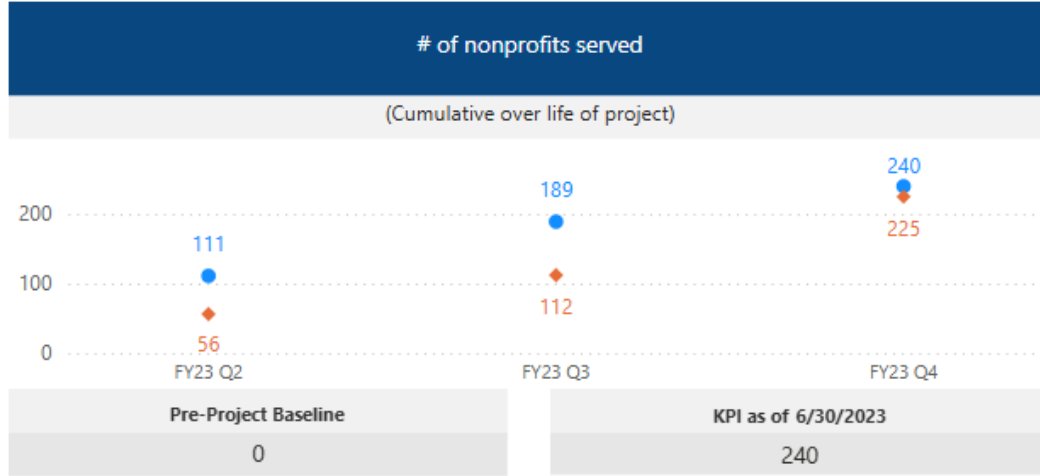 # of nonprofits served
(Cumulative over life of project)
240
189
200
225
111
100
112
56
0
FY23 Q2 FY23 Q3 FY23 Q4
Pre-Project Baseline KPI as of 6/30/2023
0 240